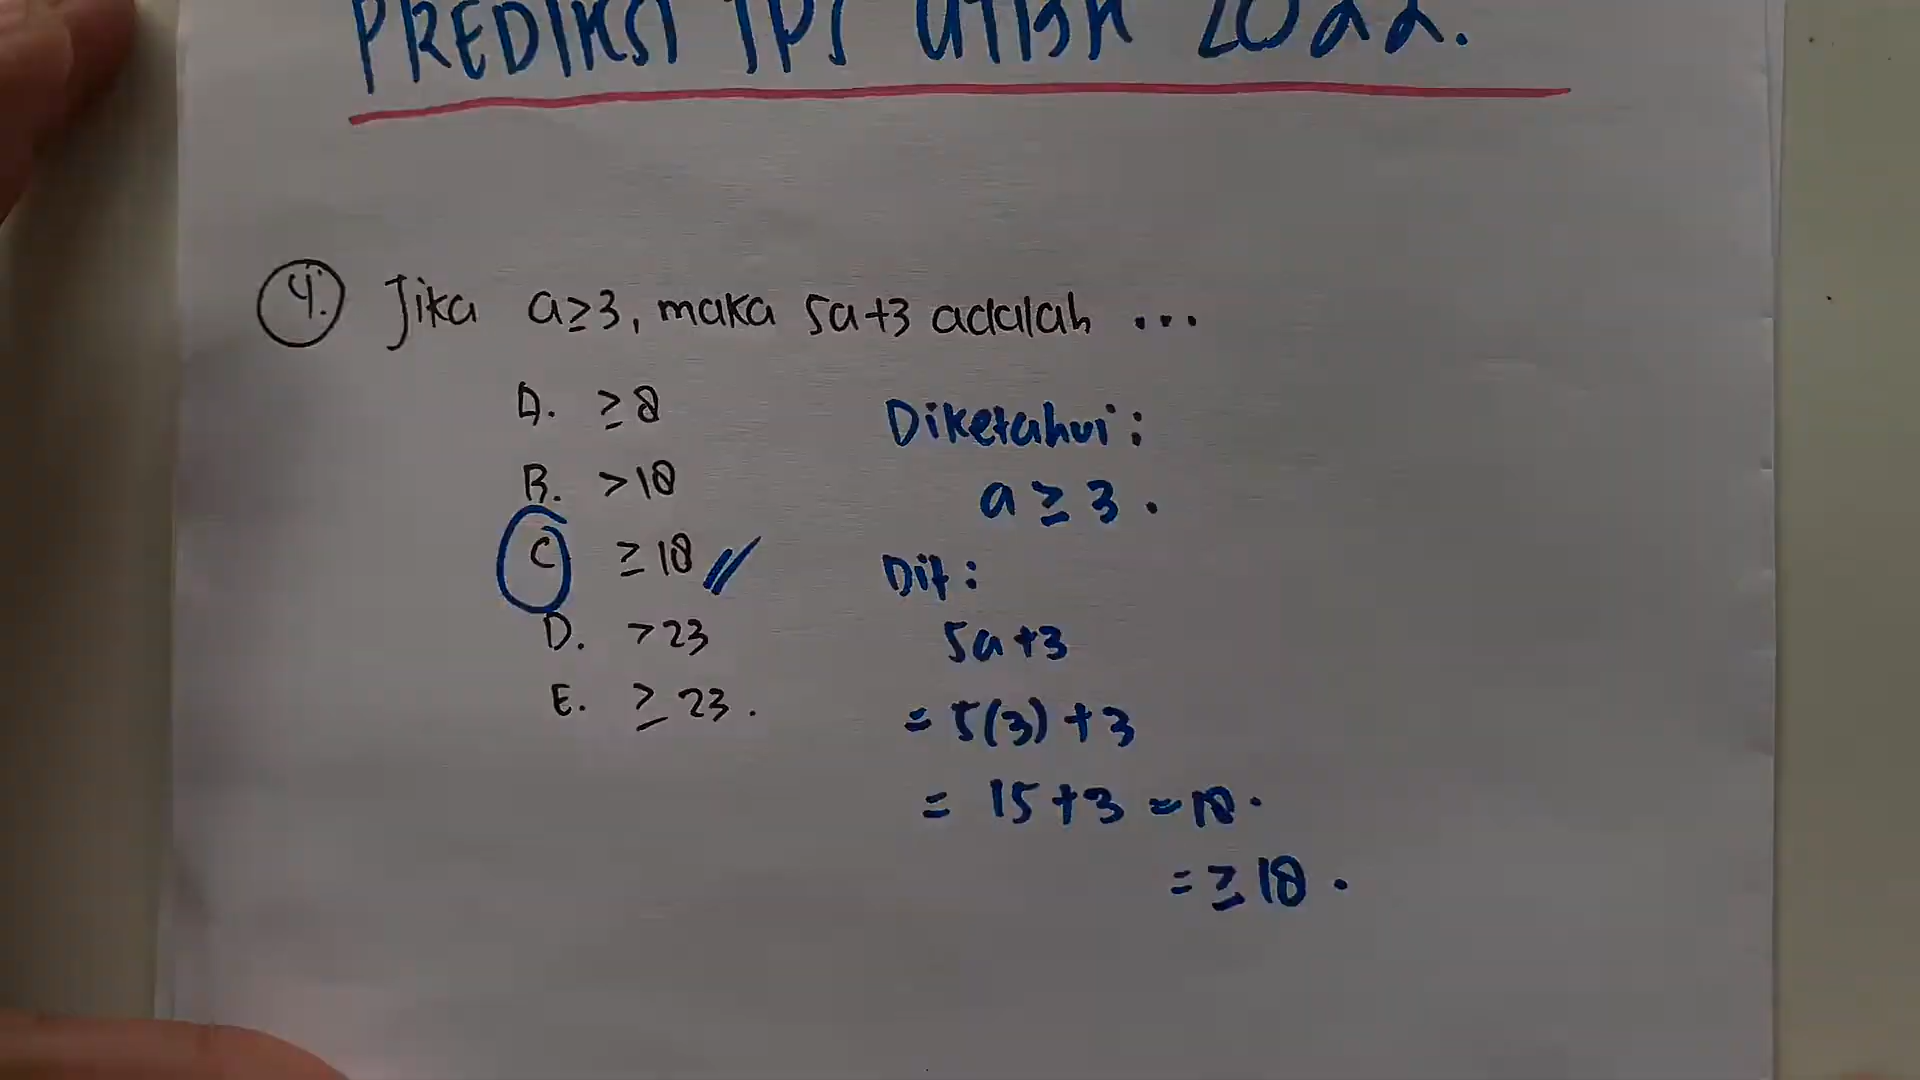 PREDIKSI TPS UTBK 2022.
4. Jika a≥3, maka 5a+3 adalah ...
A. ≥8
B. >18
C ≥18 //
D. >23
E. ≥23.
Diketahui:
a≥3.
Dit:
5a+3
= 5(3)+3
= 15+3 = 18.
= ≥18.